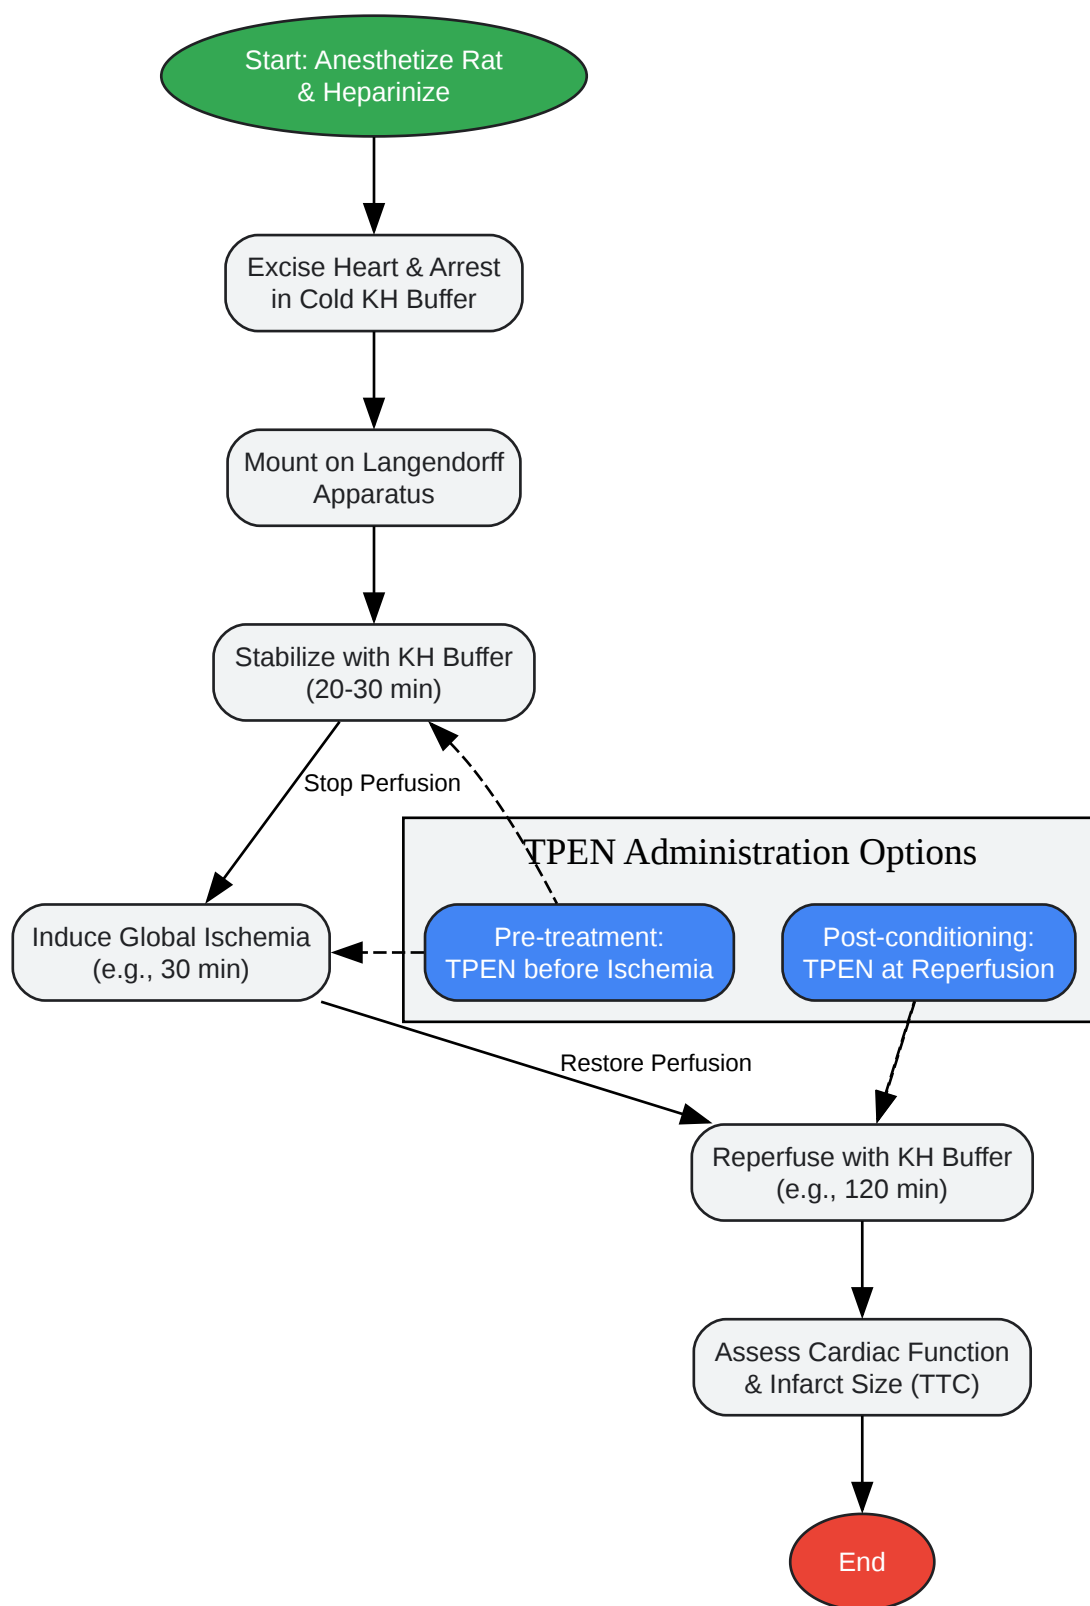 Start: Anesthetize Rat
& Heparinize
Excise Heart & Arrest
in Cold KH Buffer
Mount on Langendorff
Apparatus
Stabilize with KH Buffer
(20-30 min)
Stop Perfusion
TPEN Administration Options
Induce Global Ischemia
(e.g., 30 min)
Pre-treatment:
TPEN before Ischemia
Post-conditioning:
TPEN at Reperfusion
Restore Perfusion
Reperfuse with KH Buffer
(e.g., 120 min)
Assess Cardiac Function
& Infarct Size (TTC)
End